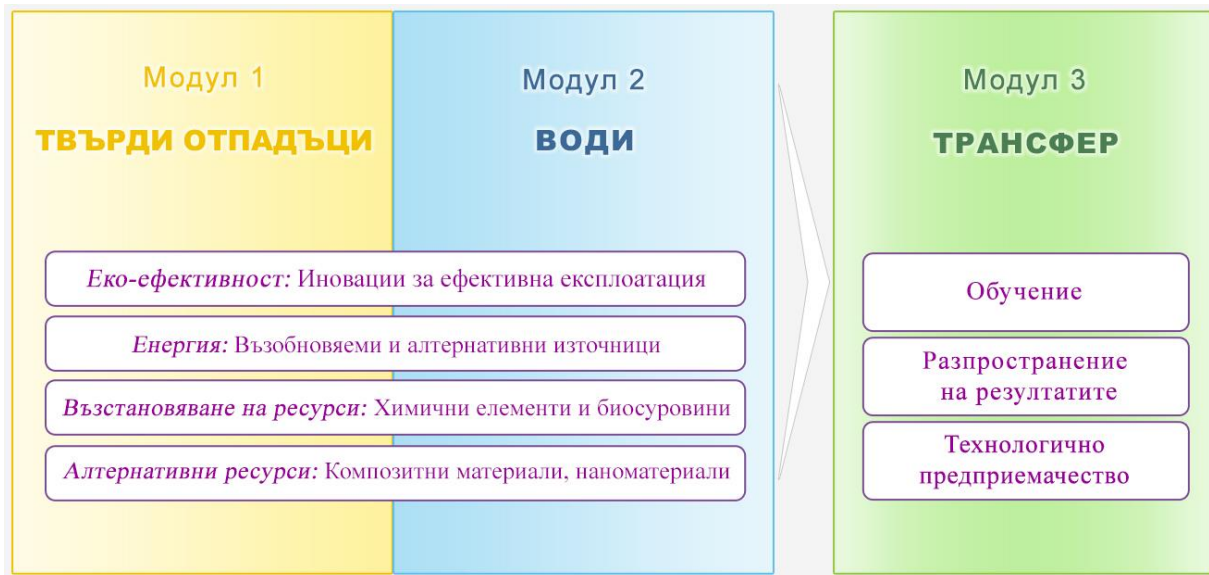 Модул 1
ТВЪРДИ ОТПАДЪЦИ
Модул 2
ВОДИ
Еко-ефективност: Иновации за ефективна експлоатация
Енергия: Възобновяеми и алтернативни източници
Възстановяване на ресурси: Химични елементи и биосуровини
Алтернативни ресурси: Композитни материали, наноматериали
Модул 3
ТРАНСФЕР
Обучение
Разпространение
на резултатите
Технологично
предприемачество